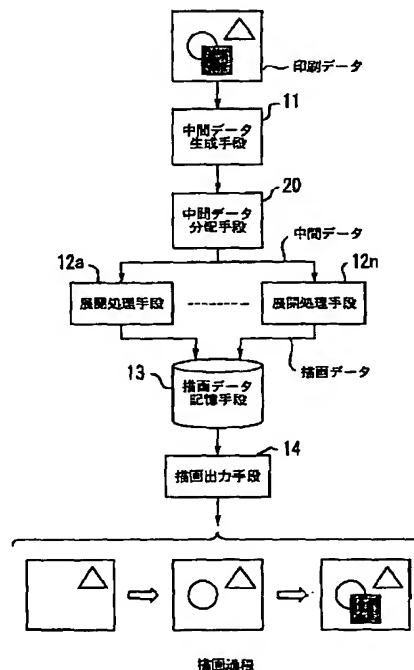 印刷データ
11
中間データ
生成手段
20
中間データ
分配手段
中間データ
12a
12n
展開処理手段
展開処理手段
描画データ
13
描画データ
記憶手段
14
描画出力手段
描画過程